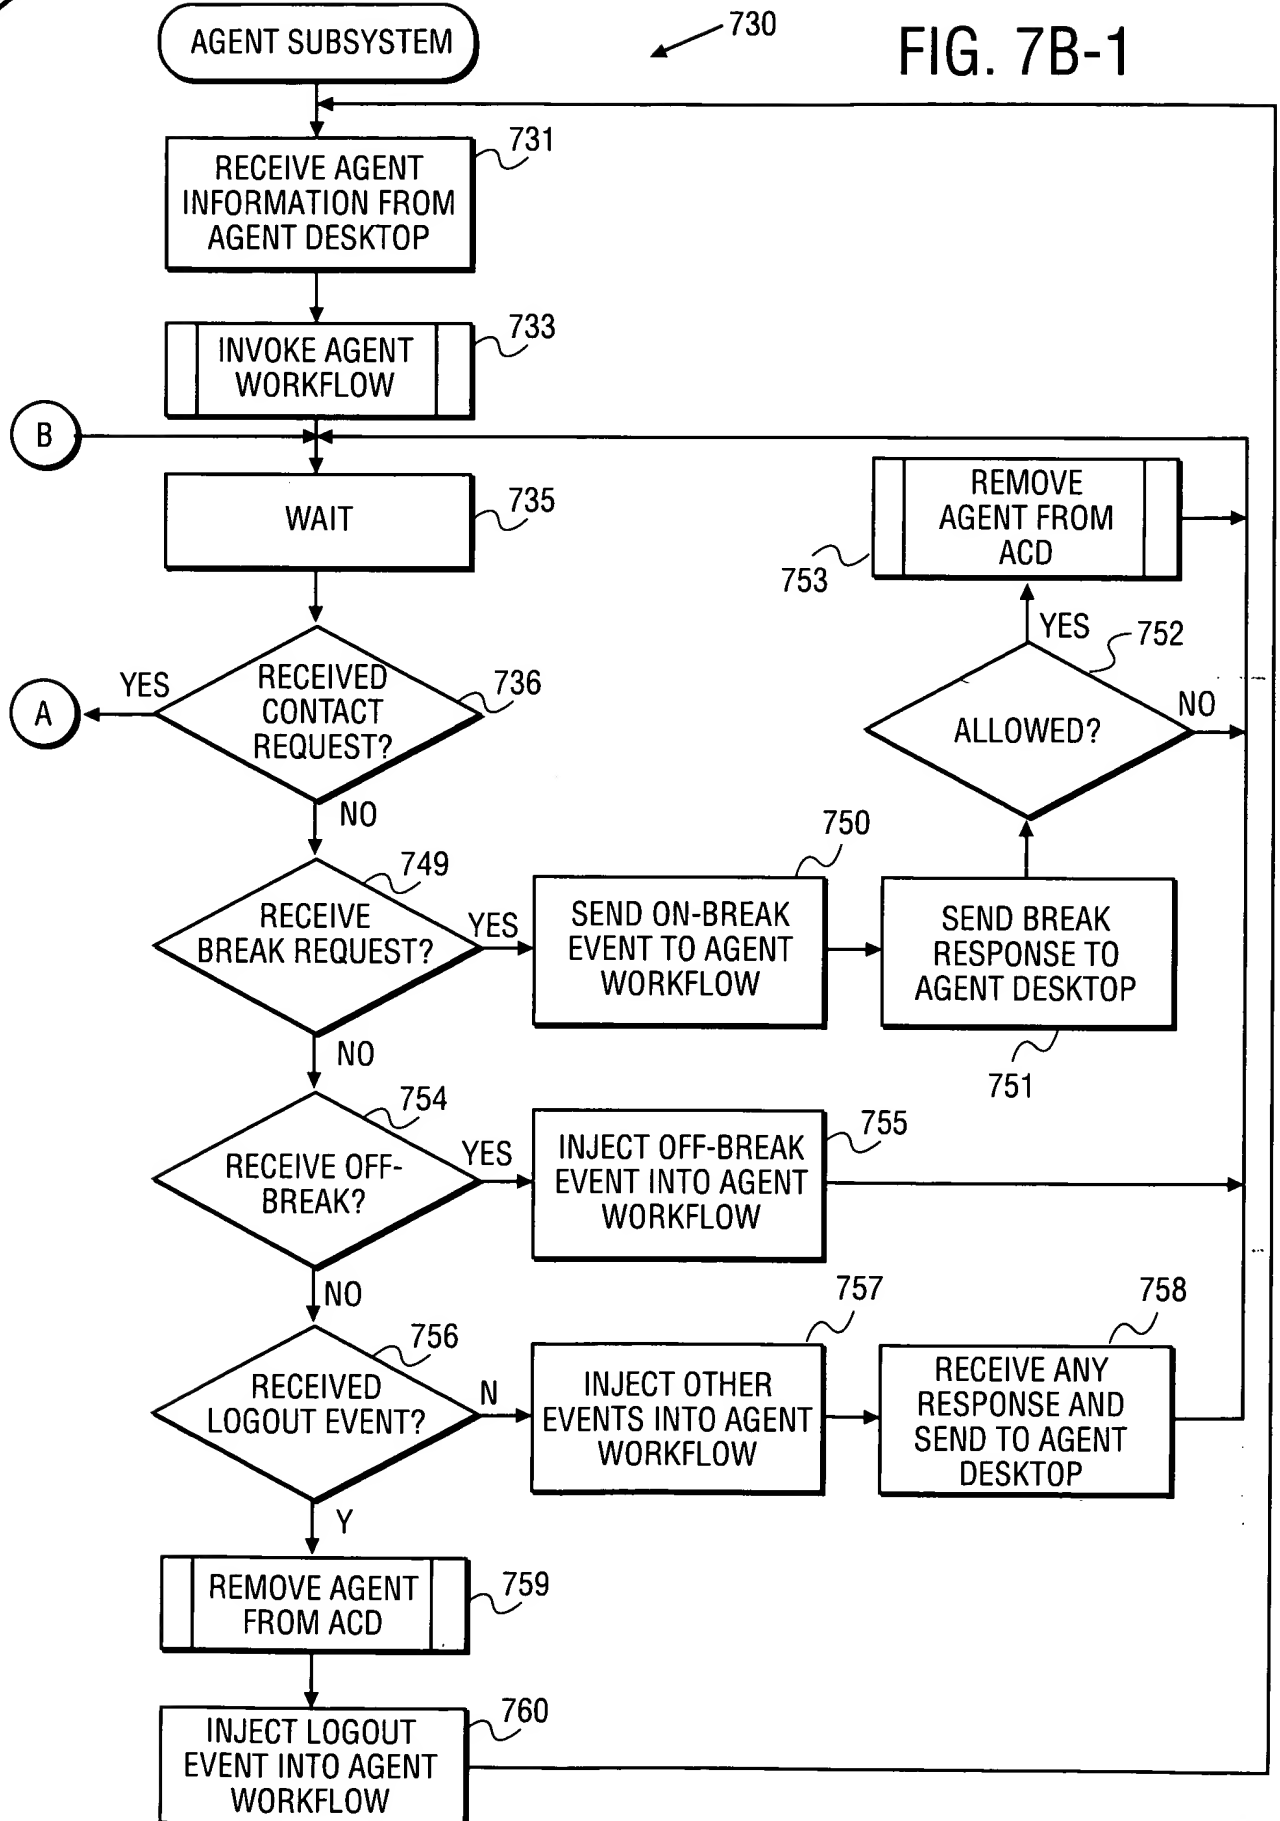 AGENT SUBSYSTEM
730
FIG. 7B-1
731
RECEIVE AGENT
INFORMATION FROM
AGENT DESKTOP
733
INVOKE AGENT
WORKFLOW
B
735
WAIT
REMOVE
AGENT FROM
ACD
753
YES
752
ALLOWED?
NO
A
YES
RECEIVED
CONTACT
REQUEST?
736
NO
749
RECEIVE
BREAK REQUEST?
YES
750
SEND ON-BREAK
EVENT TO AGENT
WORKFLOW
SEND BREAK
RESPONSE TO
AGENT DESKTOP
751
NO
754
RECEIVE OFF-
BREAK?
YES
755
INJECT OFF-BREAK
EVENT INTO AGENT
WORKFLOW
NO
756
RECEIVED
LOGOUT EVENT?
N
757
INJECT OTHER
EVENTS INTO AGENT
WORKFLOW
758
RECEIVE ANY
RESPONSE AND
SEND TO AGENT
DESKTOP
Y
759
REMOVE AGENT
FROM ACD
760
INJECT LOGOUT
EVENT INTO AGENT
WORKFLOW